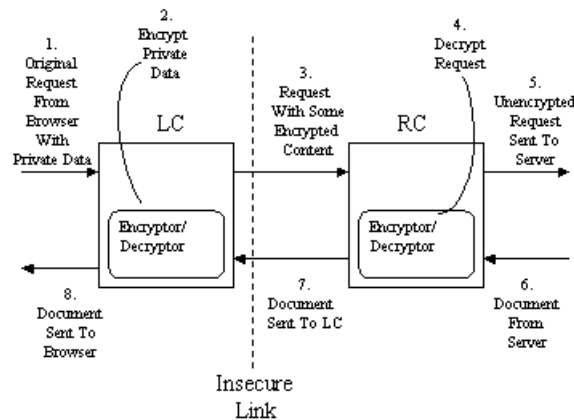 1.
Original
Request
From
Browser
With
Private Data
2.
Encrypt
Private
Data
LC
3.
Request
With Some
Encrypted
Content
4.
Decrypt
Request
RC
5.
Unencrypted
Request
Sent To
Server
Encryptor/
Decryptor
Encryptor/
Decryptor
8.
Document
Sent To
Browser
7.
Document
Sent To LC
6.
Document
From
Server
Insecure
Link